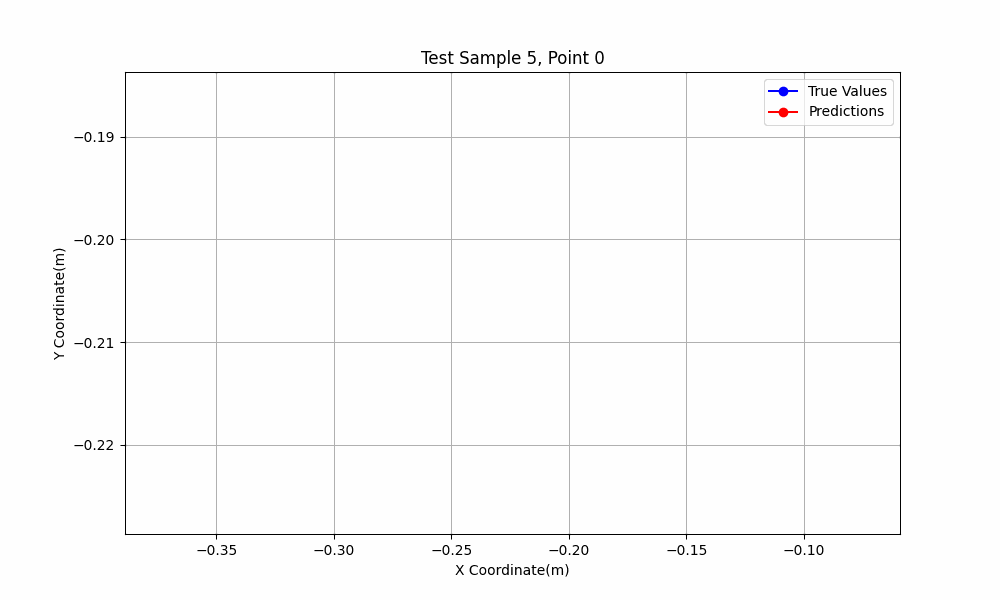 Test Sample 5, Point 0
True Values
Predictions
−0.19
−0.20
−0.21
−0.22
Y Coordinate(m)
−0.35 −0.30 −0.25 −0.20 −0.15 −0.10
X Coordinate(m)